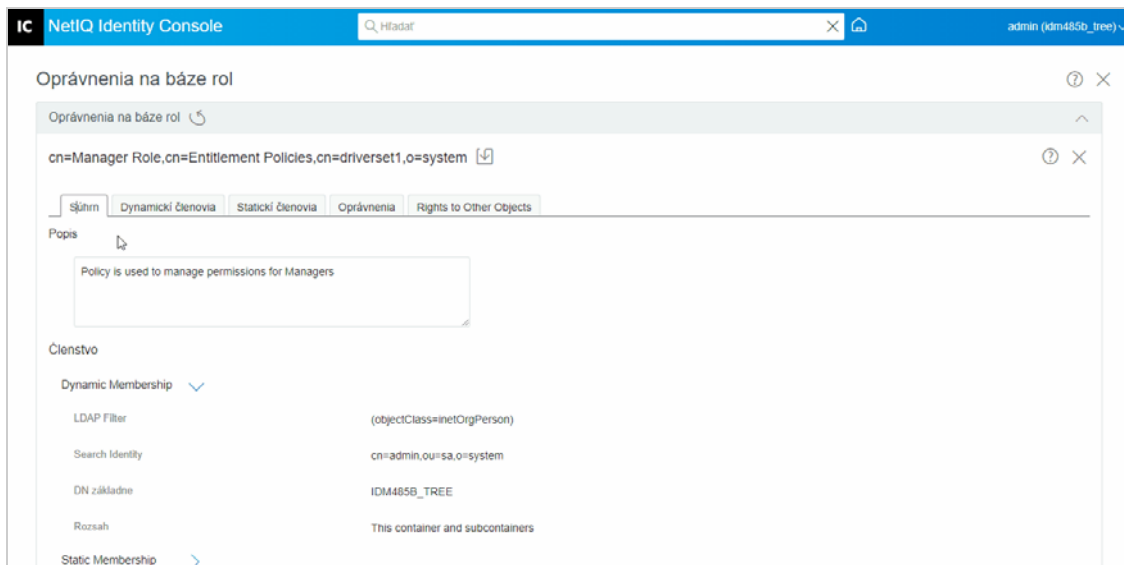 IC NetIQ Identity Console Hľadať admin (idm485b_tree)
Oprávnenia na báze rol
Oprávnenia na báze rol
cn=Manager Role,cn=Entitlement Policies,cn=driverset1,o=system
Súhrn Dynamickí členovia Statickí členovia Oprávnenia Rights to Other Objects
Popis
Policy is used to manage permissions for Managers
Členstvo
Dynamic Membership
LDAP Filter (objectClass=inetOrgPerson)
Search Identity cn=admin,ou=sa,o=system
DN základne IDM485B_TREE
Rozsah This container and subcontainers
Static Membership